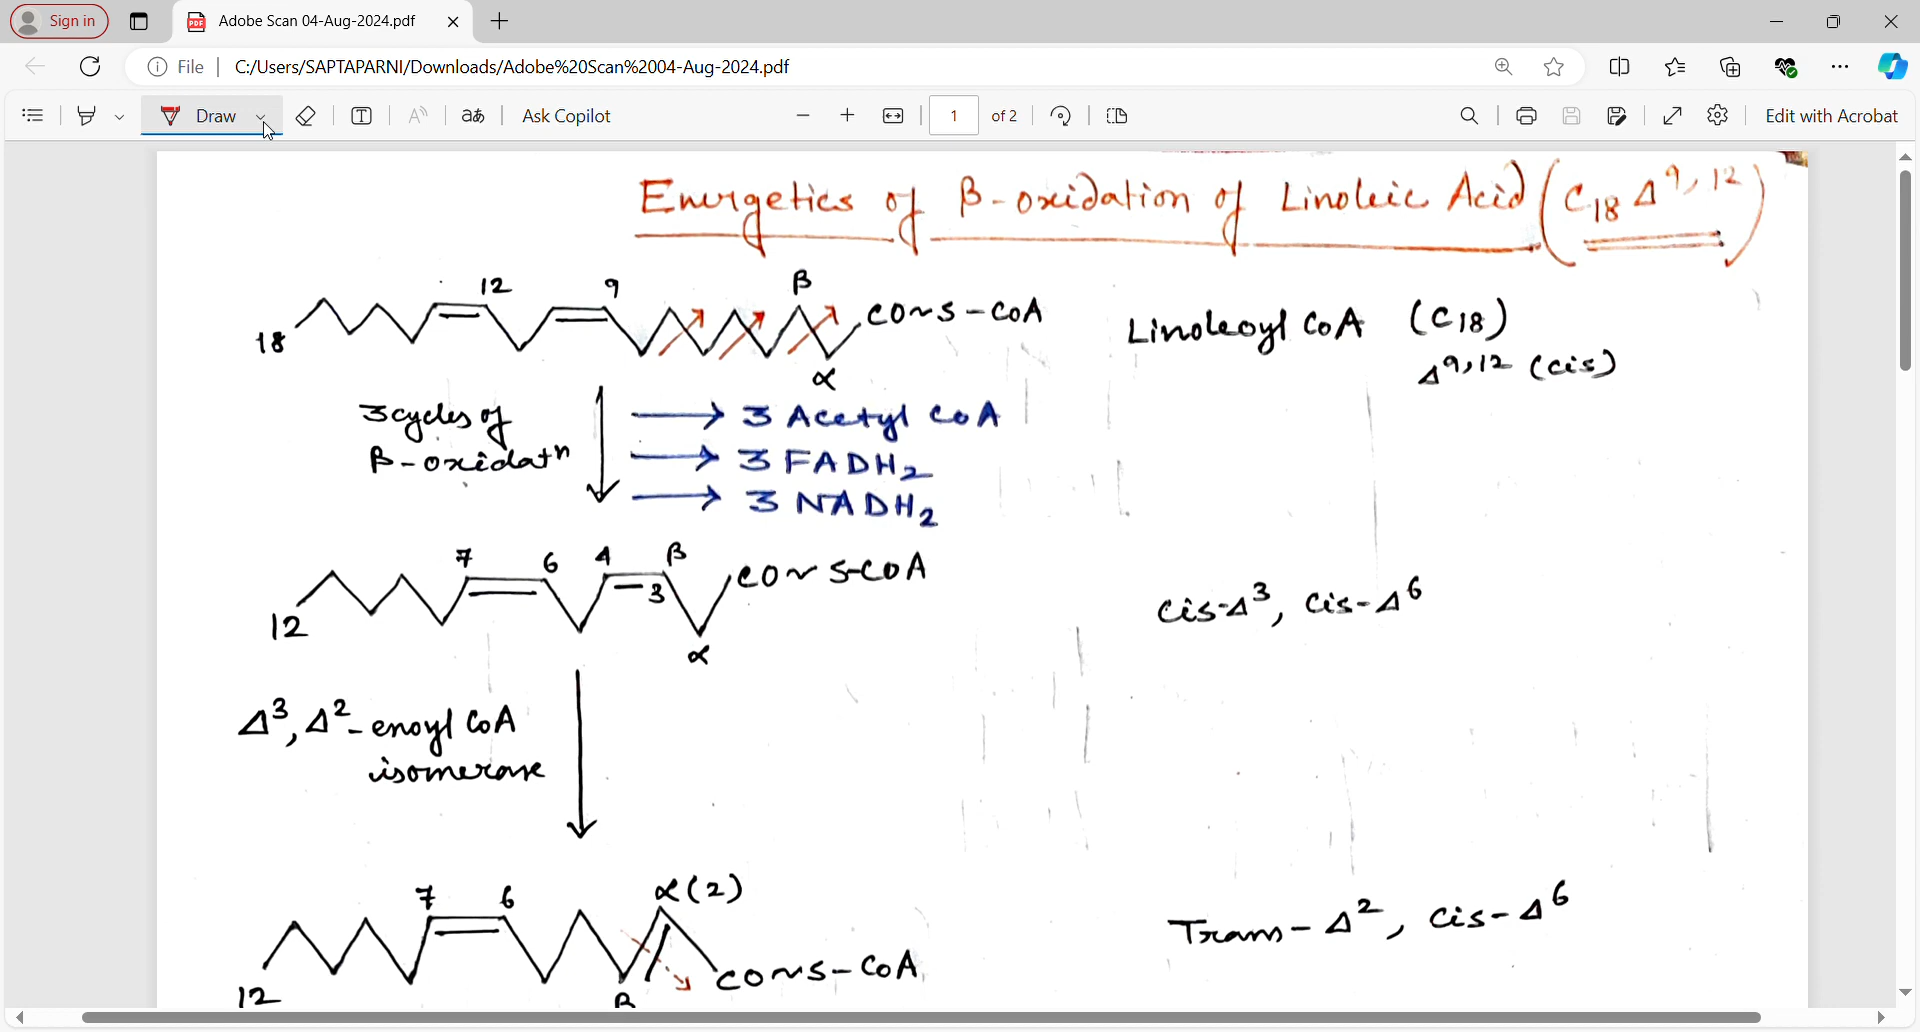 Sign in
Adobe Scan 04-Aug-2024.pdf
File
C:/Users/SAPTAPARNI/Downloads/Adobe%20Scan%2004-Aug-2024.pdf
Draw
Ask Copilot
1 of 2
Edit with Acrobat
Energetics of β-oxidation of Linoleic Acid (C18 Δ9,12)
12 9 β
18 CO~S-CoA
α
Linoleoyl CoA (C18)
Δ9,12 (cis)
3 cycles of
β-oxidatn
3 Acetyl CoA
3 FADH2
3 NADH2
7 6 4 β
3 CO~S-CoA
12
α
Cis-Δ3, Cis-Δ6
Δ3, Δ2-enoyl CoA
isomerase
7 6 α(2)
CO~S-CoA
12 β
Trans-Δ2, Cis-Δ6